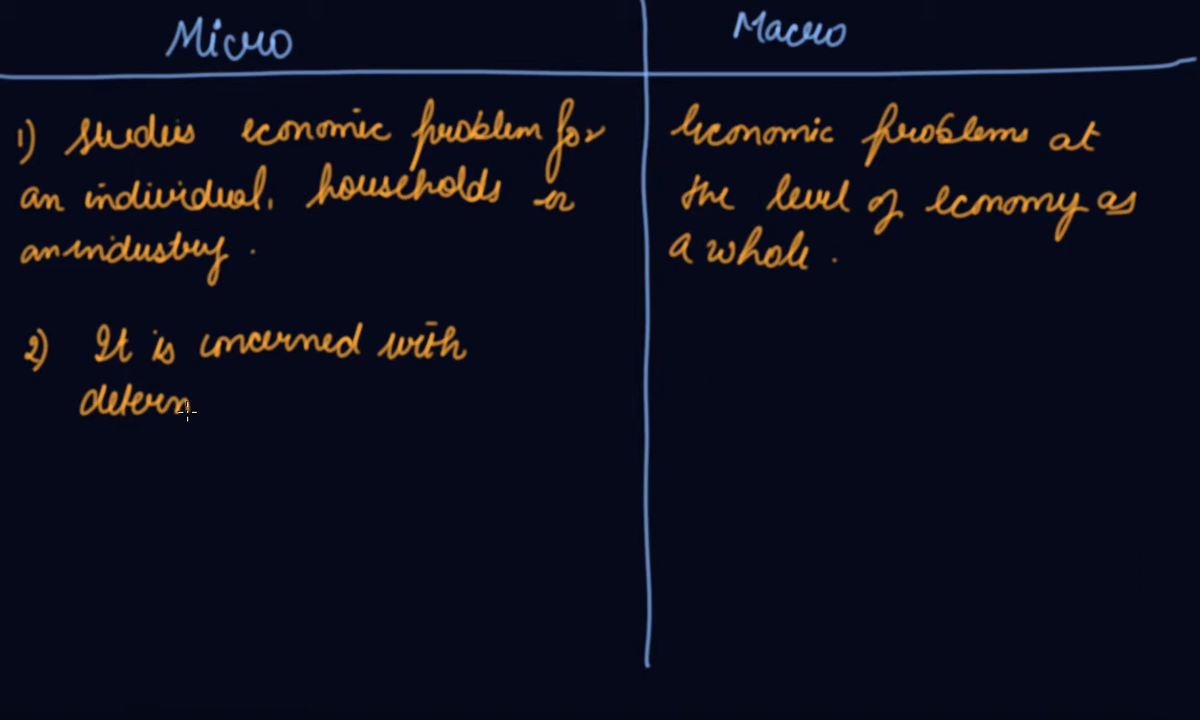 Micro
Macro
1) studies economic problem for
an individual, households or
an industry.
Economic problems at
the level of economy as
a whole.
2) It is concerned with
determ